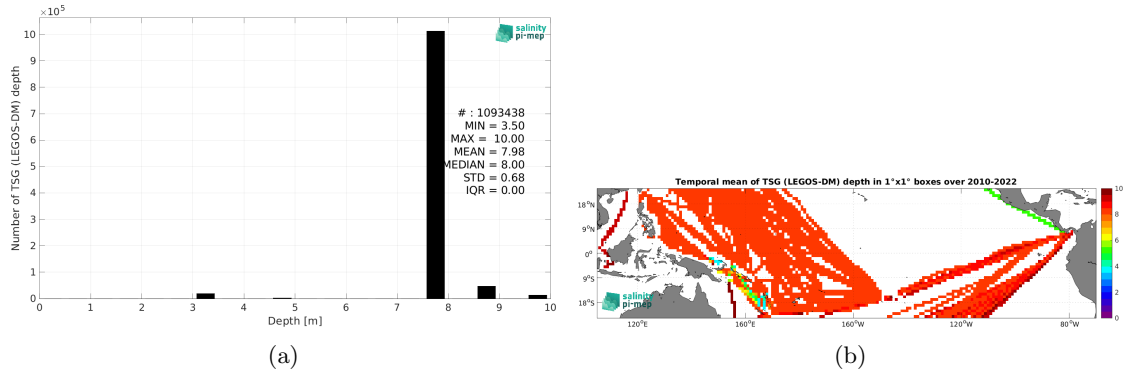 ×10⁵
10
9
8
7
6
5
4
3
2
1
0
Number of TSG (LEGOS-DM) depth
salinity
pi-mep
# : 1093438
MIN = 3.50
MAX = 10.00
MEAN = 7.98
MEDIAN = 8.00
STD = 0.68
IQR = 0.00
0 1 2 3 4 5 6 7 8 9 10
Depth [m]
(a)
Temporal mean of TSG (LEGOS-DM) depth in 1°x1° boxes over 2010-2022
18°N
9°N
0°
9°S
18°S
salinity
pi-mep
120°E 160°E 160°W 120°W 80°W
10
8
6
4
2
0
(b)